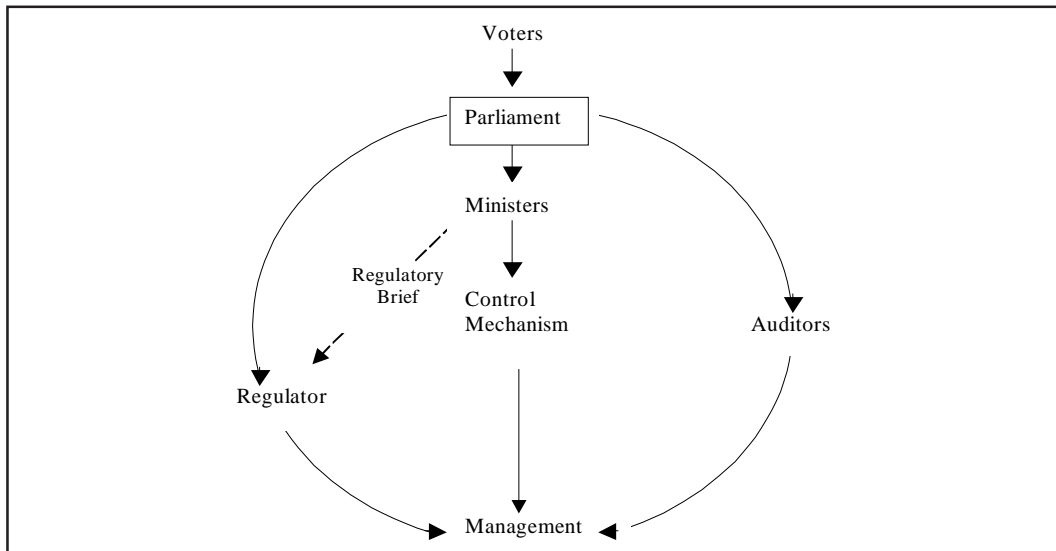 Voters
Parliament
Ministers
Regulatory
Brief
Control
Mechanism
Auditors
Regulator
Management